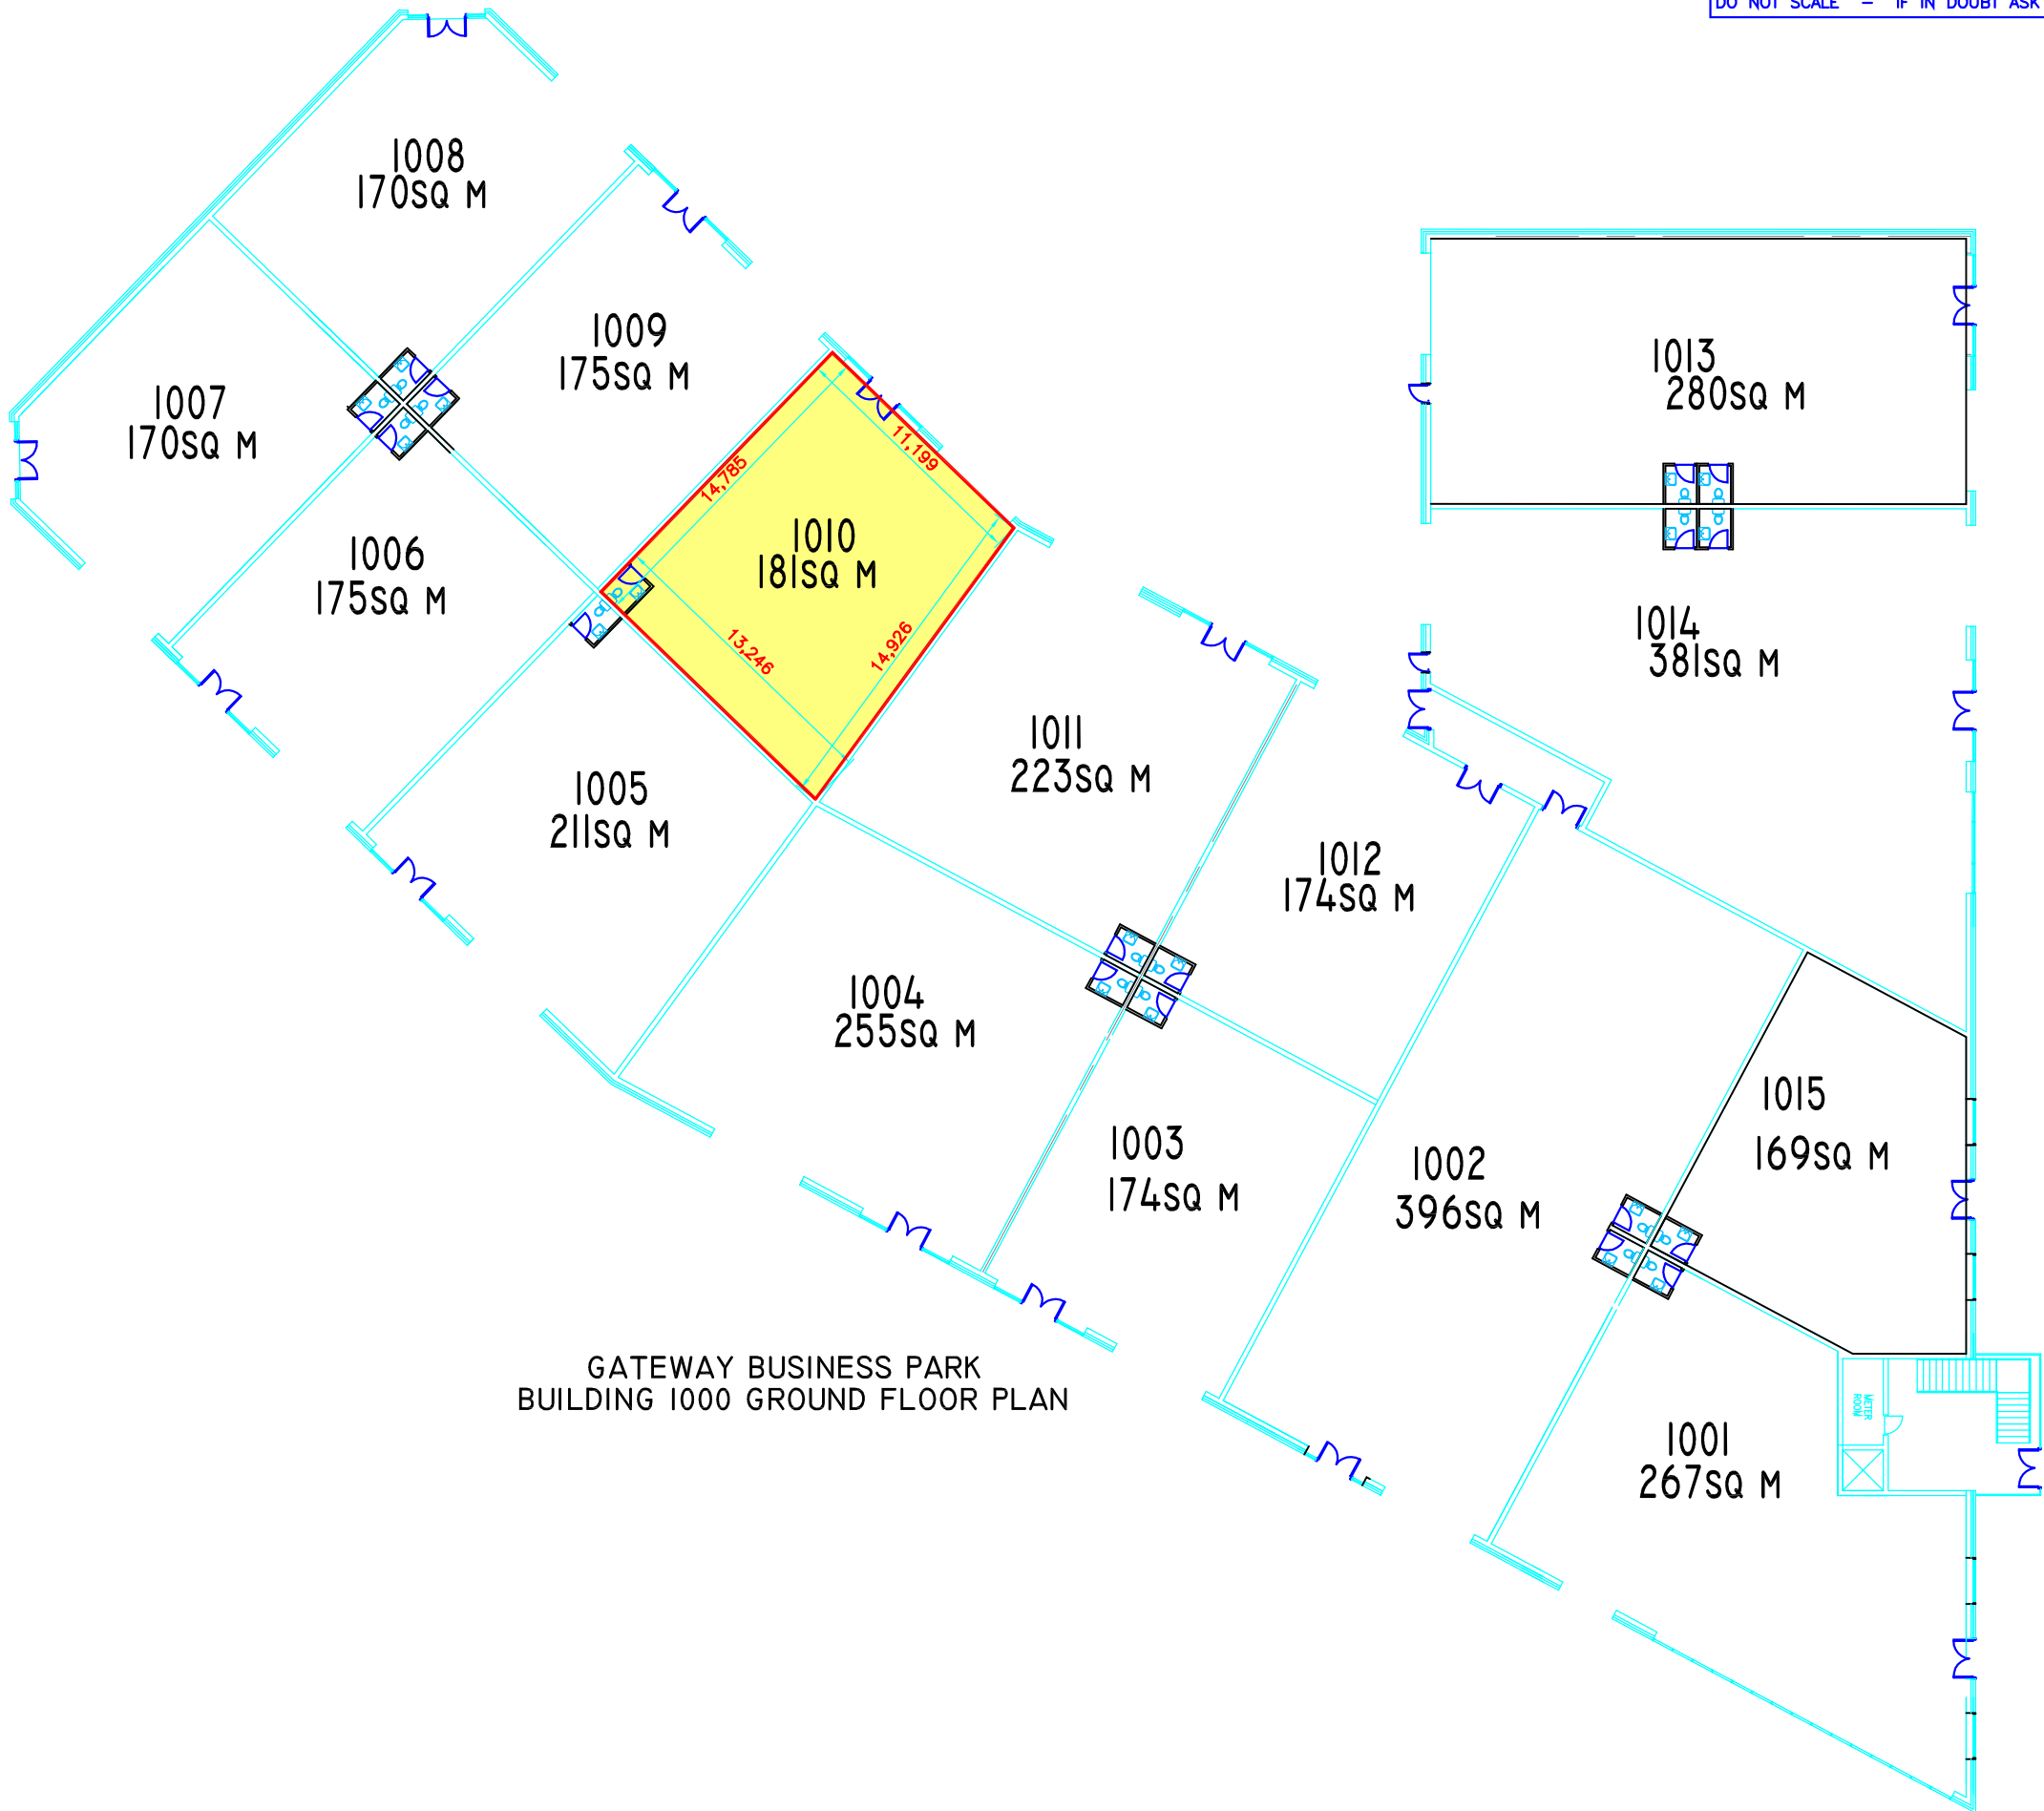 DO NOT SCALE - IF IN DOUBT ASK
1008
170SQ M
1009
175SQ M
1007
170SQ M
1006
175SQ M
1010
181SQ M
14,785
11,199
13,246
14,926
1013
280SQ M
1014
381SQ M
1011
223SQ M
1005
211SQ M
1012
174SQ M
1004
255SQ M
1003
174SQ M
1002
396SQ M
1015
169SQ M
1001
267SQ M
METER
ROOM
GATEWAY BUSINESS PARK
BUILDING 1000 GROUND FLOOR PLAN